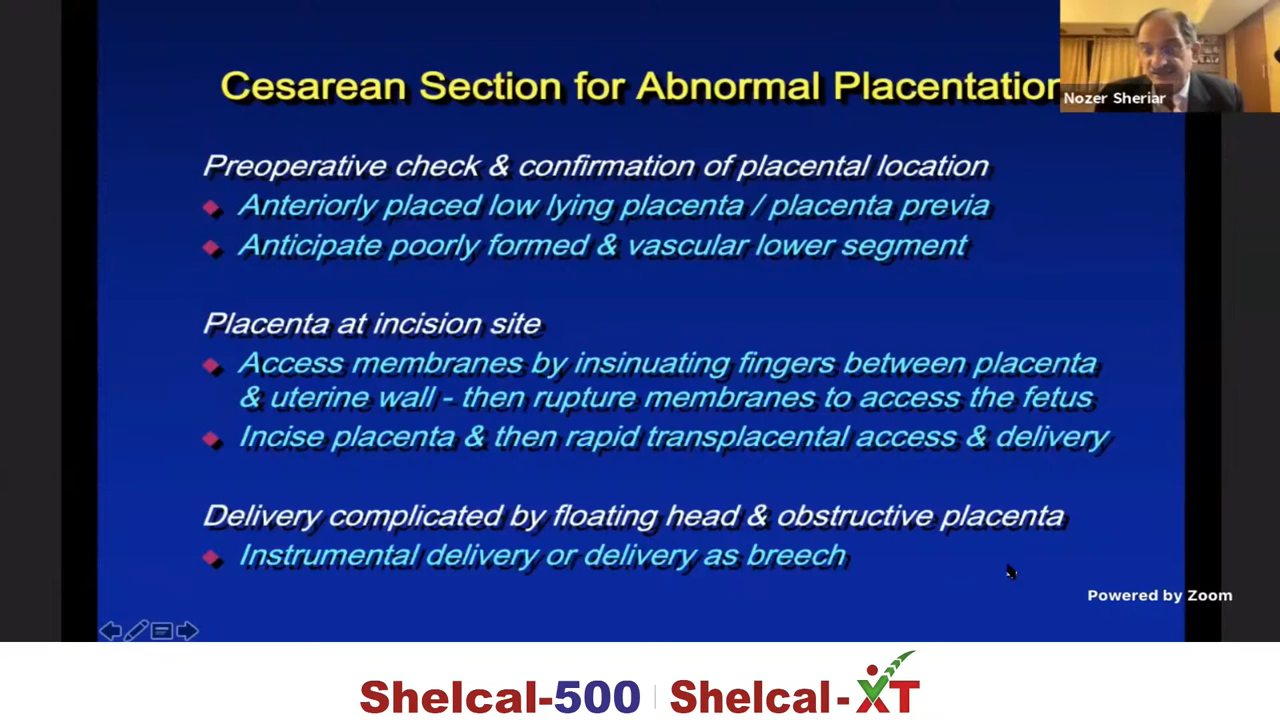 Cesarean Section for Abnormal Placentation
Nozer Sheriar
Preoperative check & confirmation of placental location
Anteriorly placed low lying placenta / placenta previa
Anticipate poorly formed & vascular lower segment
Placenta at incision site
Access membranes by insinuating fingers between placenta
& uterine wall - then rupture membranes to access the fetus
Incise placenta & then rapid transplacental access & delivery
Delivery complicated by floating head & obstructive placenta
Instrumental delivery or delivery as breech
Powered by Zoom
Shelcal-500 Shelcal-XT